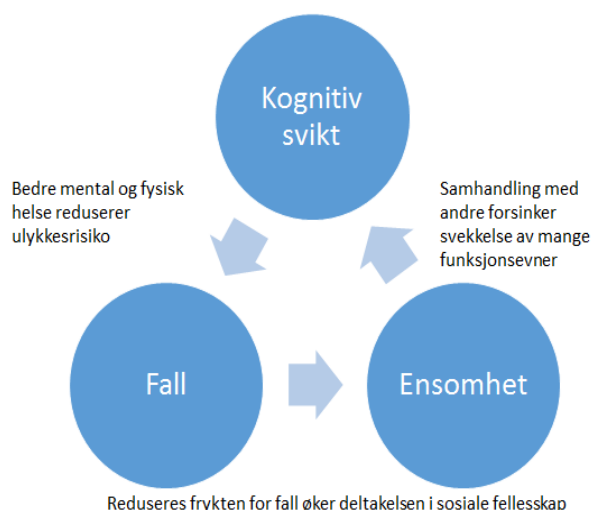 Kognitiv
svikt
Bedre mental og fysisk
helse reduserer
ulykkesrisiko
Samhandling med
andre forsinker
svekkelse av mange
funksjonsevner
Fall
Ensomhet
Reduseres frykten for fall øker deltakelsen i sosiale fellesskap